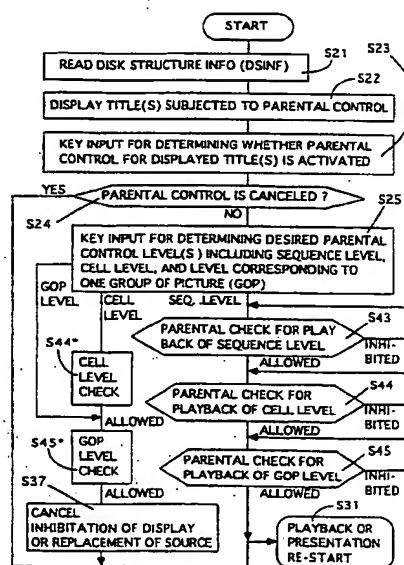 START
S21
S23
READ DISK STRUCTURE INFO (DSINF)
S22
DISPLAY TITLE(S) SUBJECTED TO PARENTAL CONTROL
KEY INPUT FOR DETERMINING WHETHER PARENTAL
CONTROL FOR DISPLAYED TITLE(S) IS ACTIVATED
YES
PARENTAL CONTROL IS CANCELED ?
S25
S24
NO
KEY INPUT FOR DETERMINING DESIRED PARENTAL
CONTROL LEVEL(S) INCLUDING SEQUENCE LEVEL,
CELL LEVEL, AND LEVEL CORRESPONDING TO
ONE GROUP OF PICTURE (GOP)
GOP
LEVEL
CELL
LEVEL
SEQ. LEVEL
S43
PARENTAL CHECK FOR PLAY
BACK OF SEQUENCE LEVEL
INHI-
BITED
S44*
ALLOWED
S44
CELL
LEVEL
CHECK
PARENTAL CHECK FOR
PLAYBACK OF CELL LEVEL
INHI-
BITED
ALLOWED
ALLOWED
S45*
S45
GOP
LEVEL
CHECK
PARENTAL CHECK FOR
PLAYBACK OF GOP LEVEL
INHI-
BITED
S37
ALLOWED
ALLOWED
S31
CANCEL
INHIBITATION OF DISPLAY
OR REPLACEMENT OF SOURCE
PLAYBACK OR
PRESENTATION
RE-START